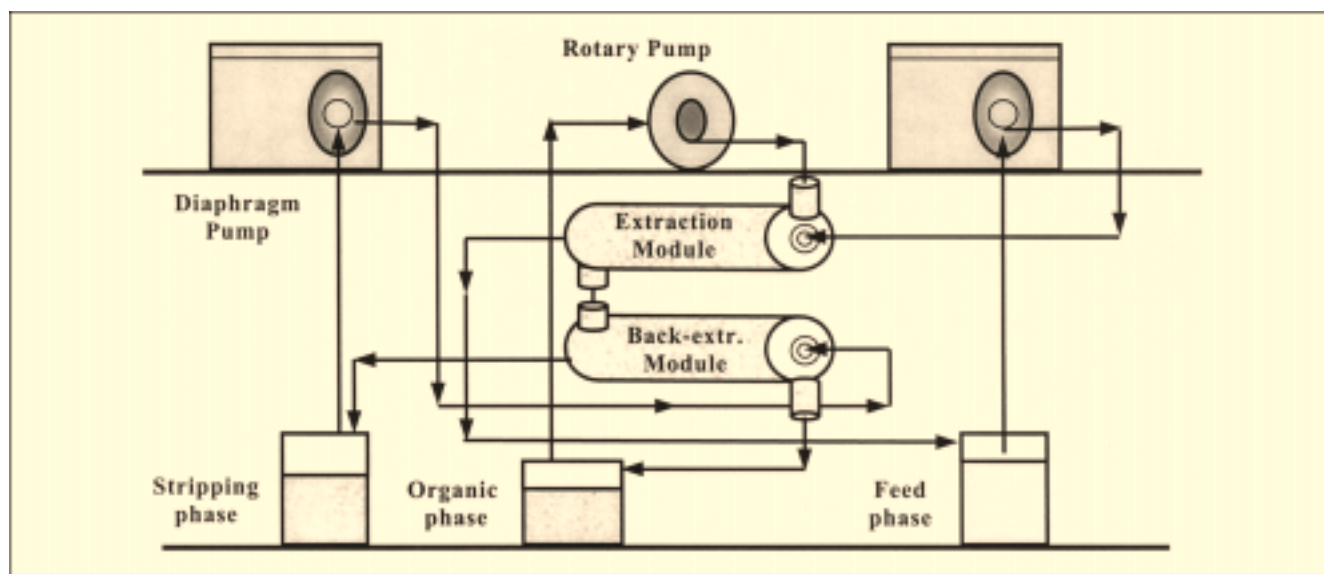 Rotary Pump
Diaphragm
Pump
Extraction
Module
Back-extr.
Module
Stripping
phase
Organic
phase
Feed
phase